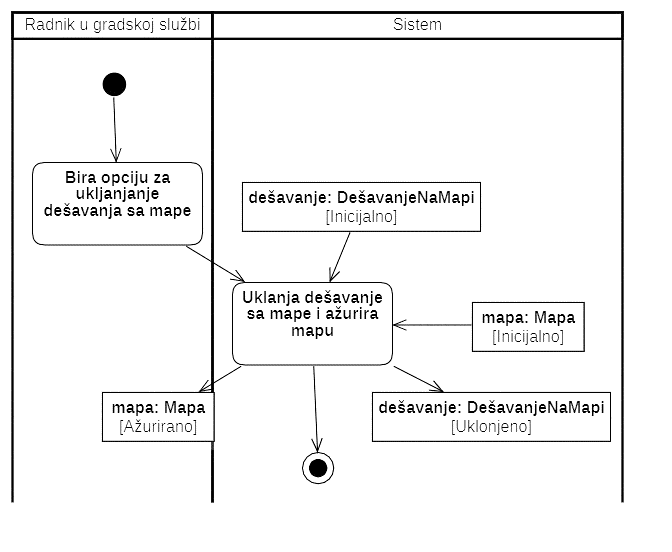 Radnik u gradskoj službi
Sistem
Bira opciju za
ukljanjanje
dešavanja sa mape
dešavanje: DešavanjeNaMapi
[Inicijalno]
Uklanja dešavanje
sa mape i ažurira
mapu
mapa: Mapa
[Inicijalno]
mapa: Mapa
[Ažurirano]
dešavanje: DešavanjeNaMapi
[Uklonjeno]